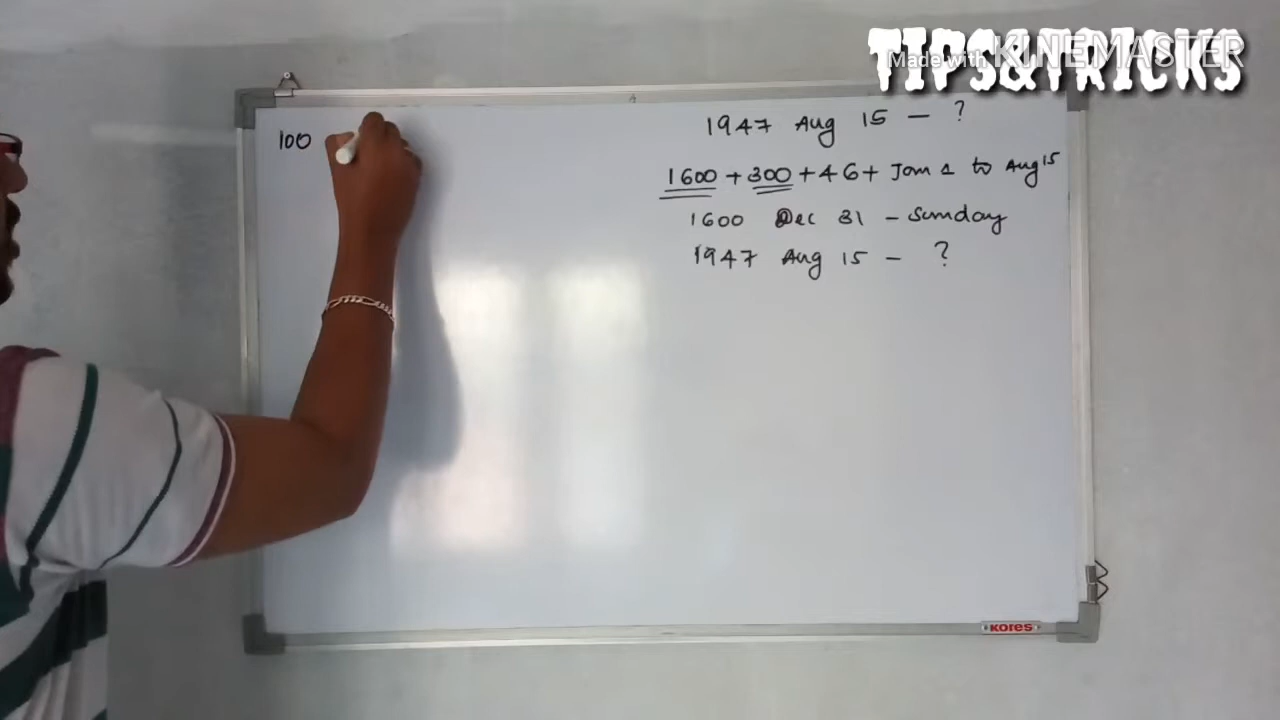 TIPS&TRICKS
Made with KINEMASTER
100
1947 Aug 15 - ?
1600 + 300 + 46 + Jan 1 to Aug 15
1600 Dec 31 - Sunday
1947 Aug 15 - ?
kores